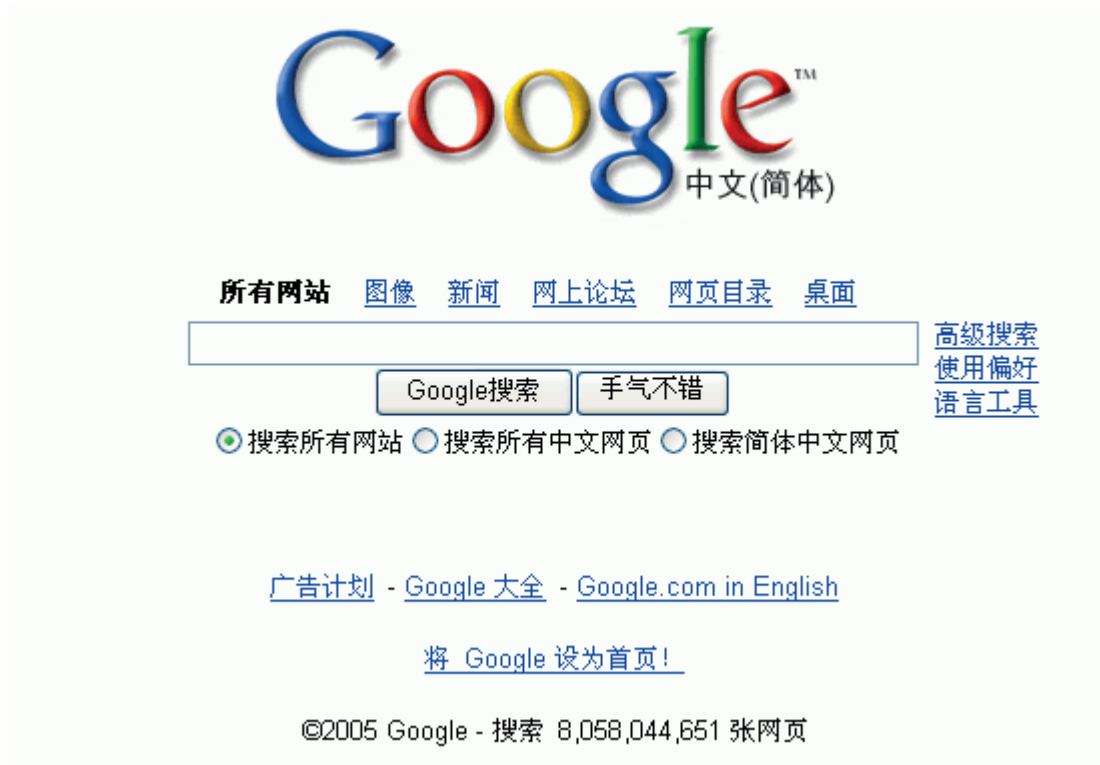 Google™
中文(简体)
所有网站 图像 新闻 网上论坛 网页目录 桌面
高级搜索
使用偏好
语言工具
Google搜索 手气不错
搜索所有网站 搜索所有中文网页 搜索简体中文网页
广告计划 - Google 大全 - Google.com in English
将 Google 设为首页!
©2005 Google - 搜索 8,058,044,651 张网页